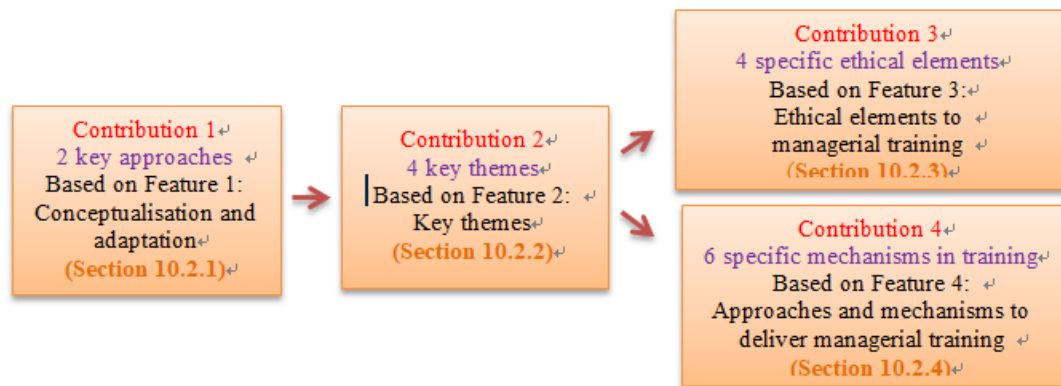 Contribution 1
2 key approaches
Based on Feature 1:
Conceptualisation and
adaptation
(Section 10.2.1)
Contribution 2
4 key themes
Based on Feature 2:
Key themes
(Section 10.2.2)
Contribution 3
4 specific ethical elements
Based on Feature 3:
Ethical elements to
managerial training
(Section 10.2.3)
Contribution 4
6 specific mechanisms in training
Based on Feature 4:
Approaches and mechanisms to
deliver managerial training
(Section 10.2.4)